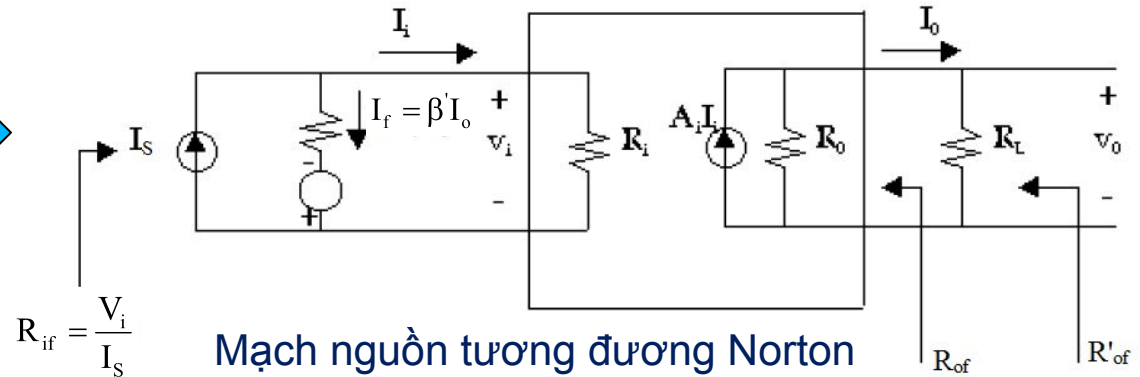 I_i
I_0
I_S
I_f = β'I_o
+
v_i
-
-
+
R_i
A_iI_i
R_0
R_L
+
v_0
-
R_if = V_i / I_S
Mạch nguồn tương đương Norton
R_of
R'_of